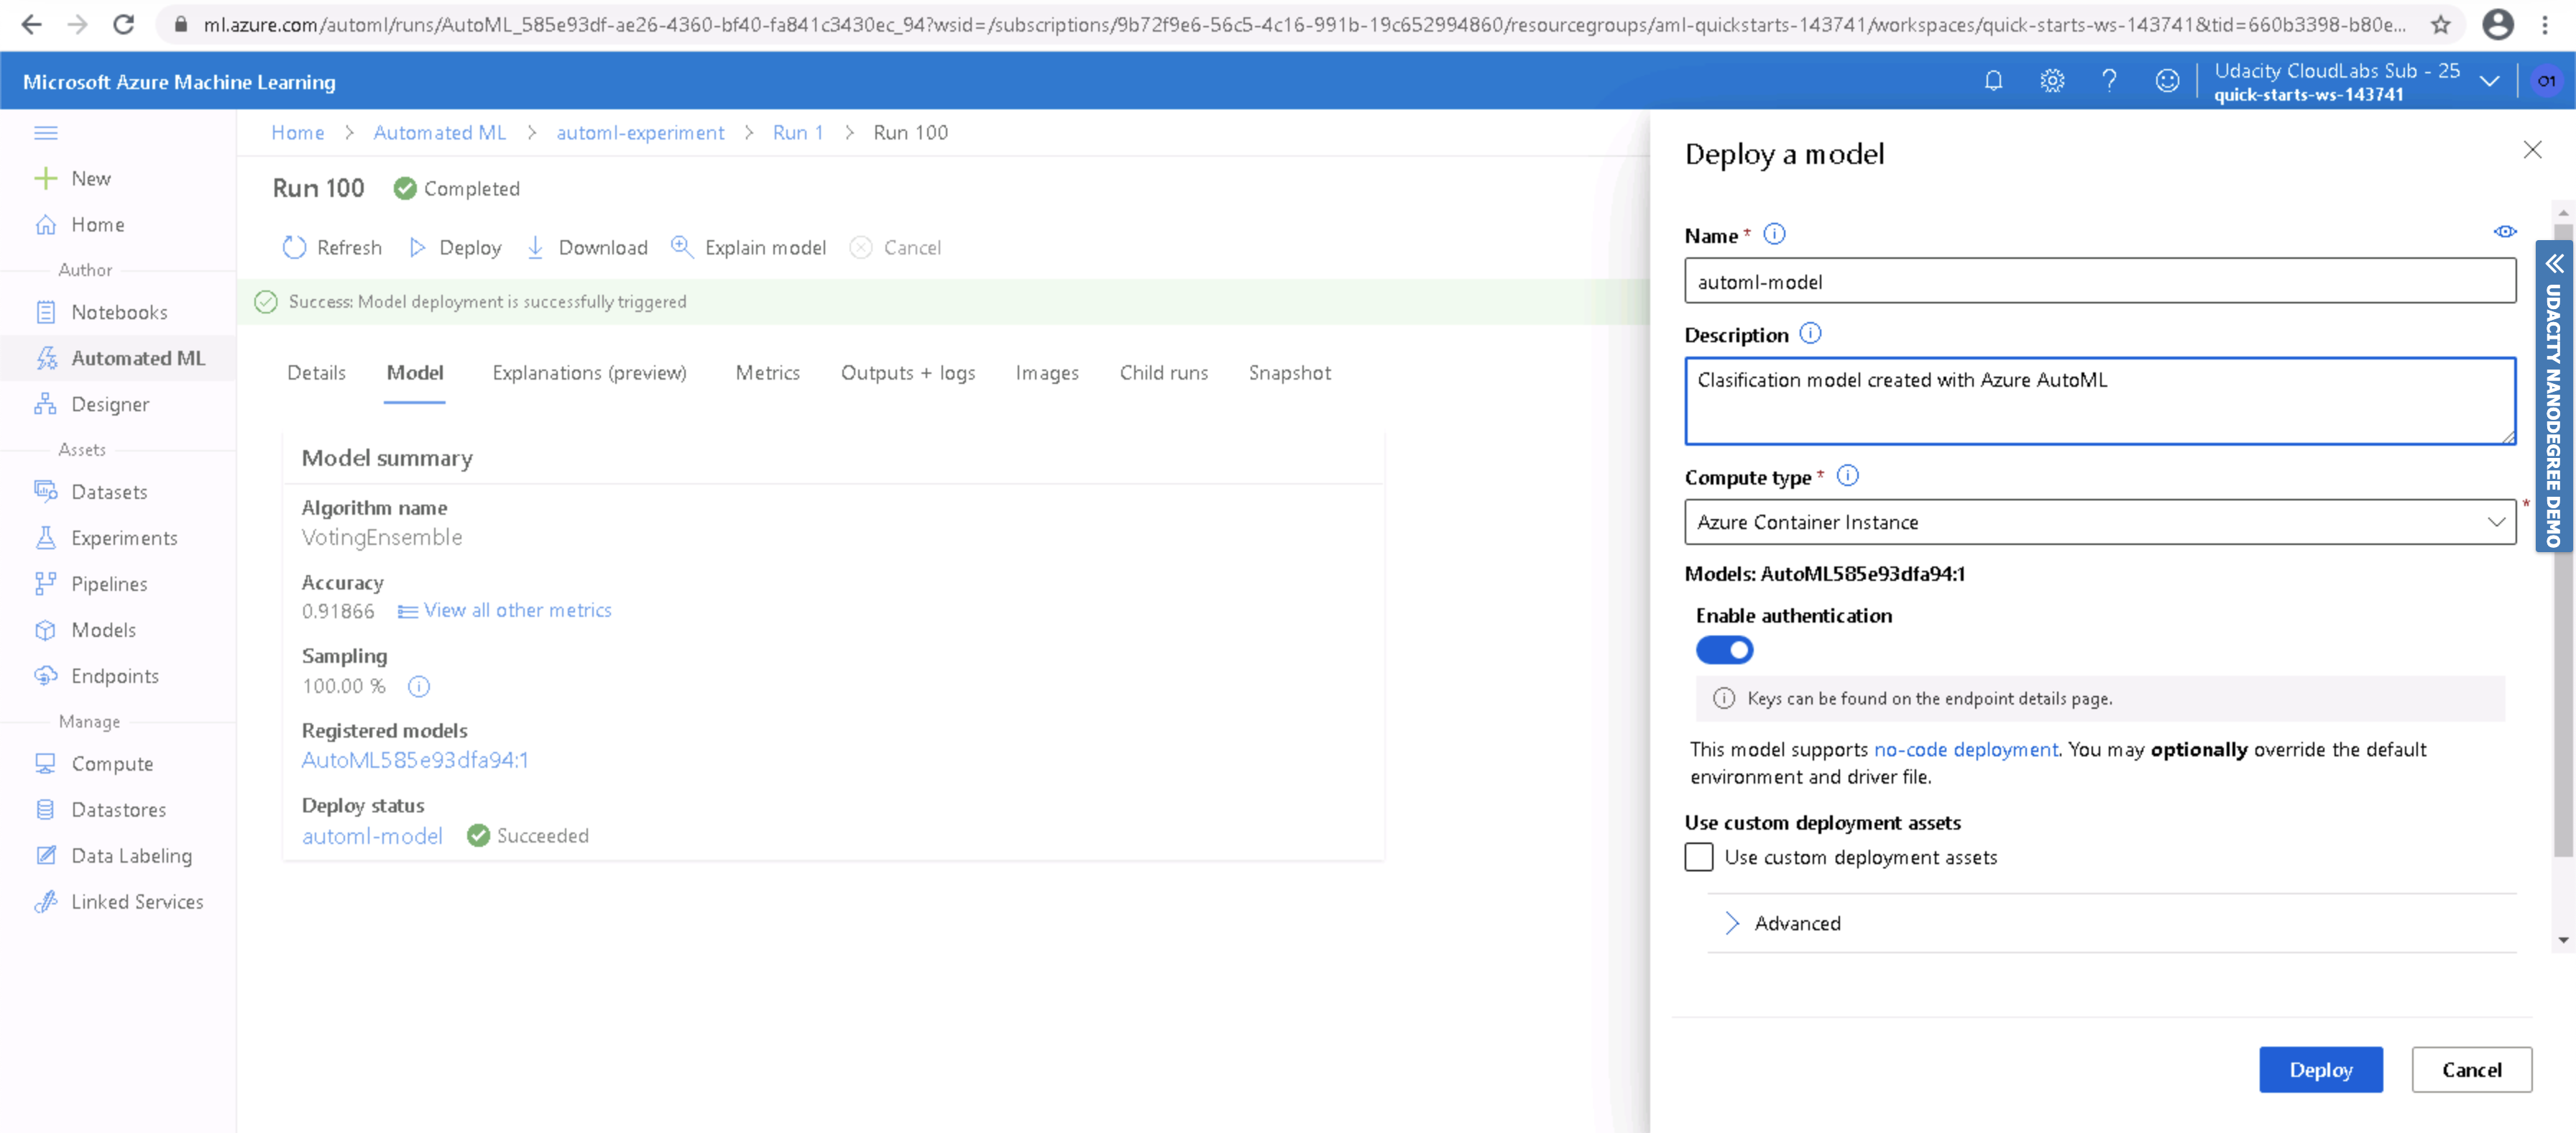 ml.azure.com/automl/runs/AutoML_585e93df-ae26-4360-bf40-fa841c3430ec_94?wsid=/subscriptions/9b72f9e6-56c5-4c16-991b-19c652994860/resourcegroups/aml-quickstarts-143741/workspaces/quick-starts-ws-143741&tid=660b3398-b80e...
Microsoft Azure Machine Learning
Udacity CloudLabs Sub - 25
quick-starts-ws-143741
O1
New
Home
Author
Notebooks
Automated ML
Designer
Assets
Datasets
Experiments
Pipelines
Models
Endpoints
Manage
Compute
Datastores
Data Labeling
Linked Services
Home > Automated ML > automl-experiment > Run 1 > Run 100
Run 100 Completed
Refresh Deploy Download Explain model Cancel
Success: Model deployment is successfully triggered
Details Model Explanations (preview) Metrics Outputs + logs Images Child runs Snapshot
Model summary
Algorithm name
VotingEnsemble
Accuracy
0.91866 View all other metrics
Sampling
100.00 %
Registered models
AutoML585e93dfa94:1
Deploy status
automl-model Succeeded
Deploy a model
Name *
automl-model
Description
Clasification model created with Azure AutoML
Compute type *
Azure Container Instance
*
Models: AutoML585e93dfa94:1
Enable authentication
Keys can be found on the endpoint details page.
This model supports no-code deployment. You may optionally override the default
environment and driver file.
Use custom deployment assets
Use custom deployment assets
Advanced
Deploy Cancel
UDACITY NANODEGREE DEMO